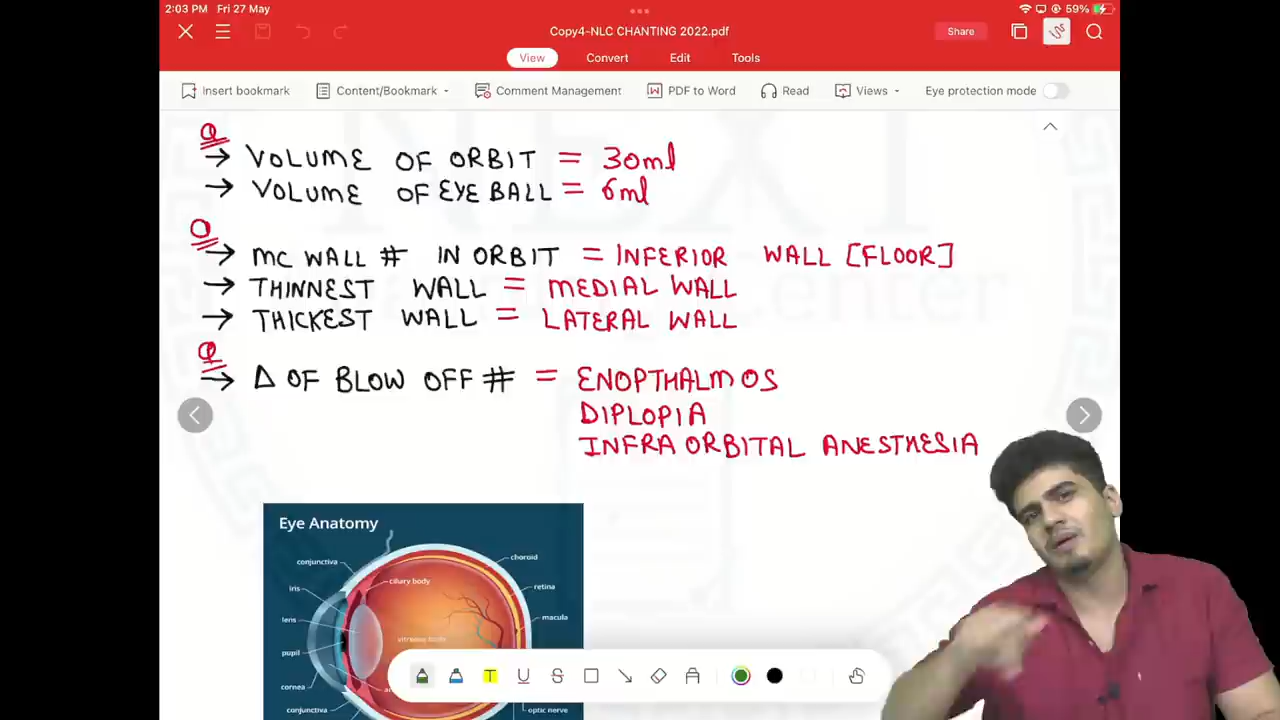 2:03 PM Fri 27 May
59%
Copy4-NLC CHANTING 2022.pdf
Share
View Convert Edit Tools
Insert bookmark Content/Bookmark Comment Management PDF to Word Read Views Eye protection mode
Q
→ VOLUME OF ORBIT = 30ml
→ VOLUME OF EYE BALL = 6ml
Q
→ MC WALL # IN ORBIT = INFERIOR WALL [FLOOR]
→ THINNEST WALL = MEDIAL WALL
→ THICKEST WALL = LATERAL WALL
Q
→ Δ OF BLOW OFF # = ENOPTHALMOS
DIPLOPIA
INFRA ORBITAL ANESTHESIA
Eye Anatomy
conjunctiva
choroid
iris
ciliary body
retina
lens
macula
vitreous body
pupil
cornea
conjunctiva
optic nerve
NEXT
center